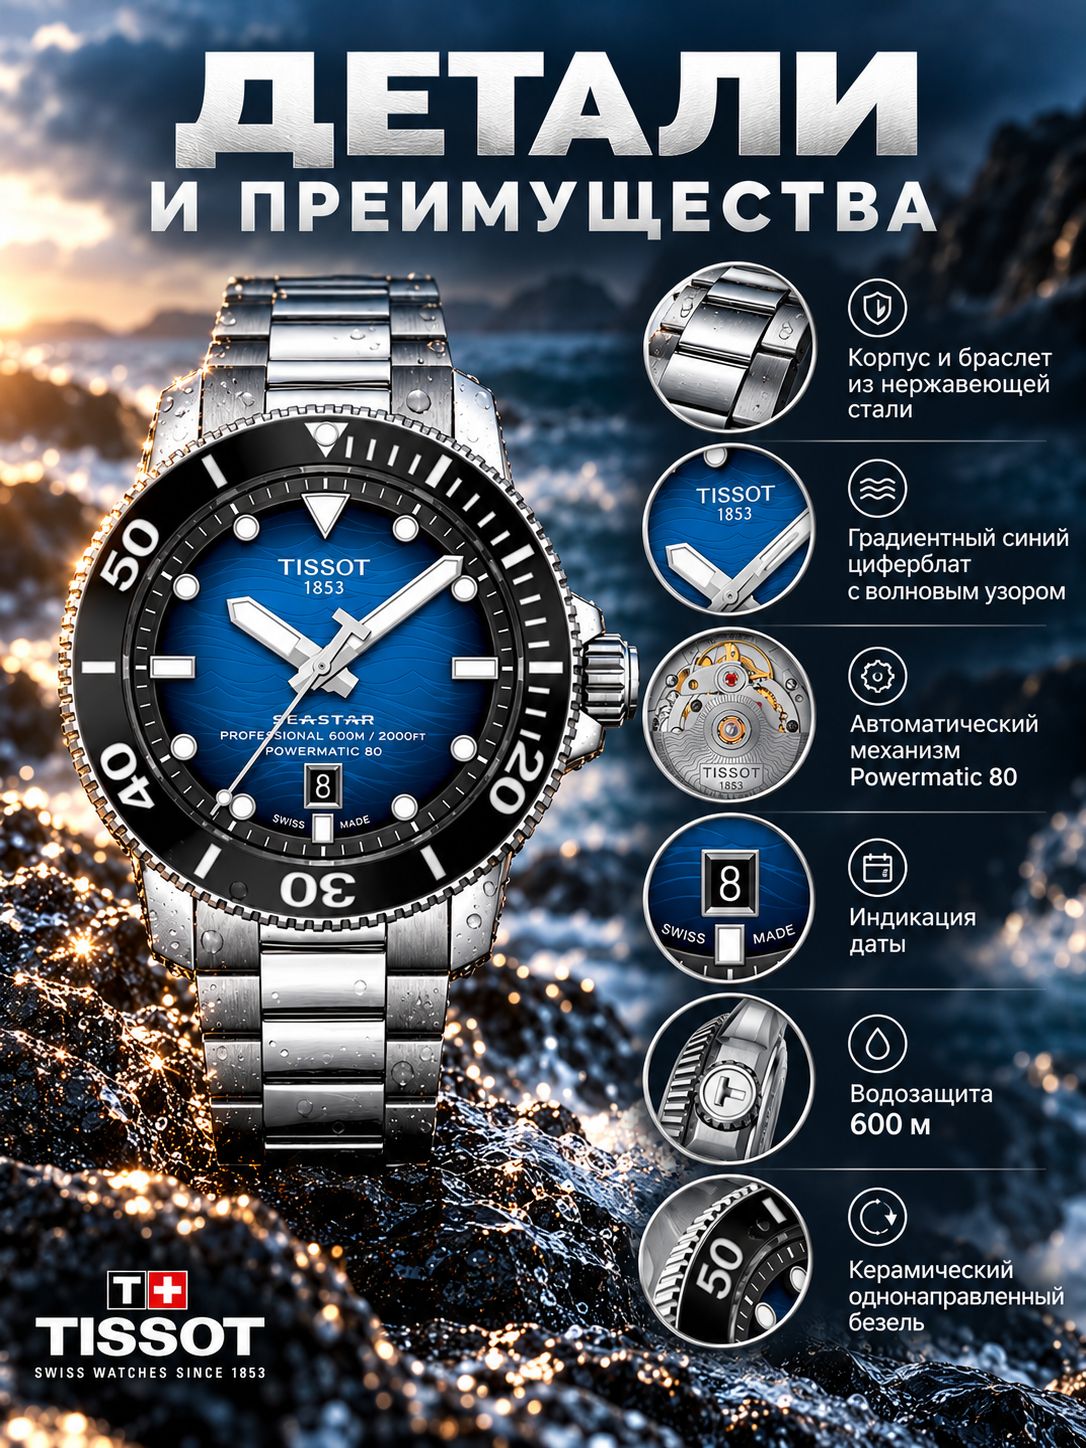 ДЕТАЛИ
И ПРЕИМУЩЕСТВА
50
40
30
20
TISSOT
1853
SEASTAR
PROFESSIONAL 600M / 2000FT
POWERMATIC 80
8
SWISS MADE
Корпус и браслет
из нержавеющей
стали
TISSOT
1853
Градиентный синий
циферблат
с волновым узором
TISSOT
1853
Автоматический
механизм
Powermatic 80
8
SWISS MADE
Индикация
даты
T
Водозащита
600 м
50
Керамический
однонаправленный
безель
T+
TISSOT
SWISS WATCHES SINCE 1853